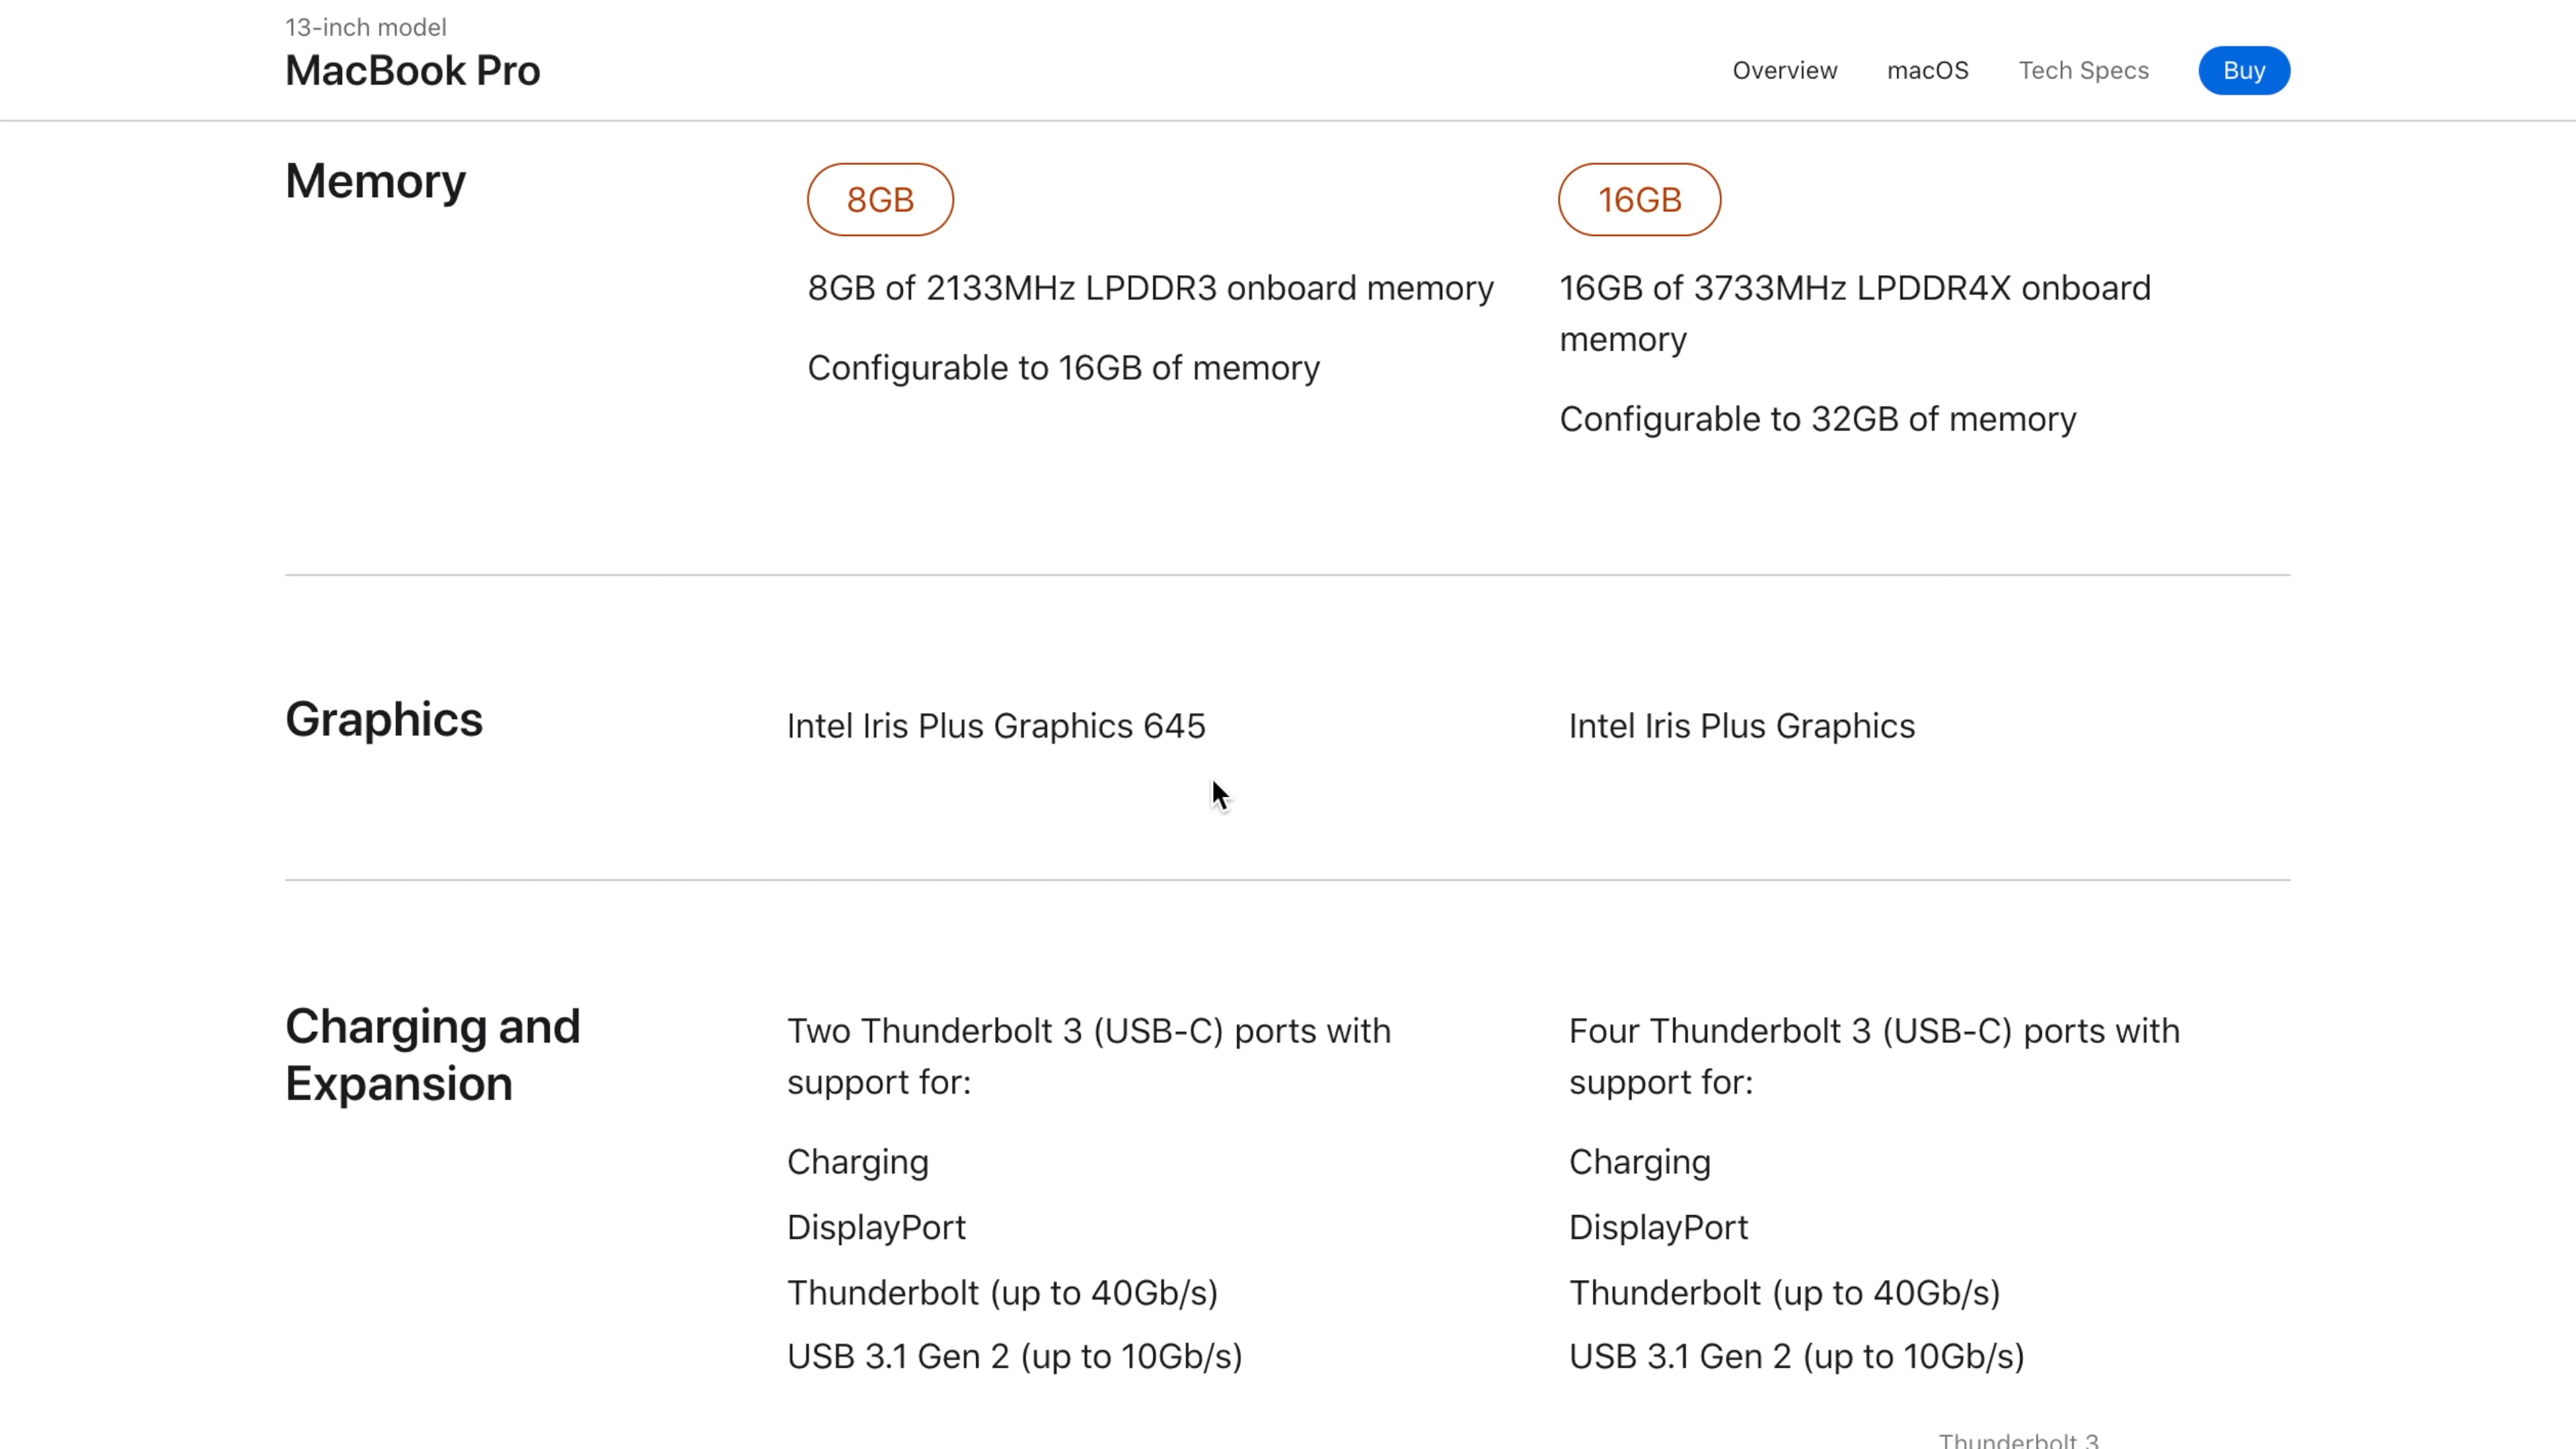 13-inch model
MacBook Pro
Overview
macOS
Tech Specs
Buy
Memory
8GB
8GB of 2133MHz LPDDR3 onboard memory
Configurable to 16GB of memory
16GB
16GB of 3733MHz LPDDR4X onboard
memory
Configurable to 32GB of memory
Graphics
Intel Iris Plus Graphics 645
Intel Iris Plus Graphics
Charging and
Expansion
Two Thunderbolt 3 (USB-C) ports with
support for:
Charging
DisplayPort
Thunderbolt (up to 40Gb/s)
USB 3.1 Gen 2 (up to 10Gb/s)
Four Thunderbolt 3 (USB-C) ports with
support for:
Charging
DisplayPort
Thunderbolt (up to 40Gb/s)
USB 3.1 Gen 2 (up to 10Gb/s)
Thunderbolt 3